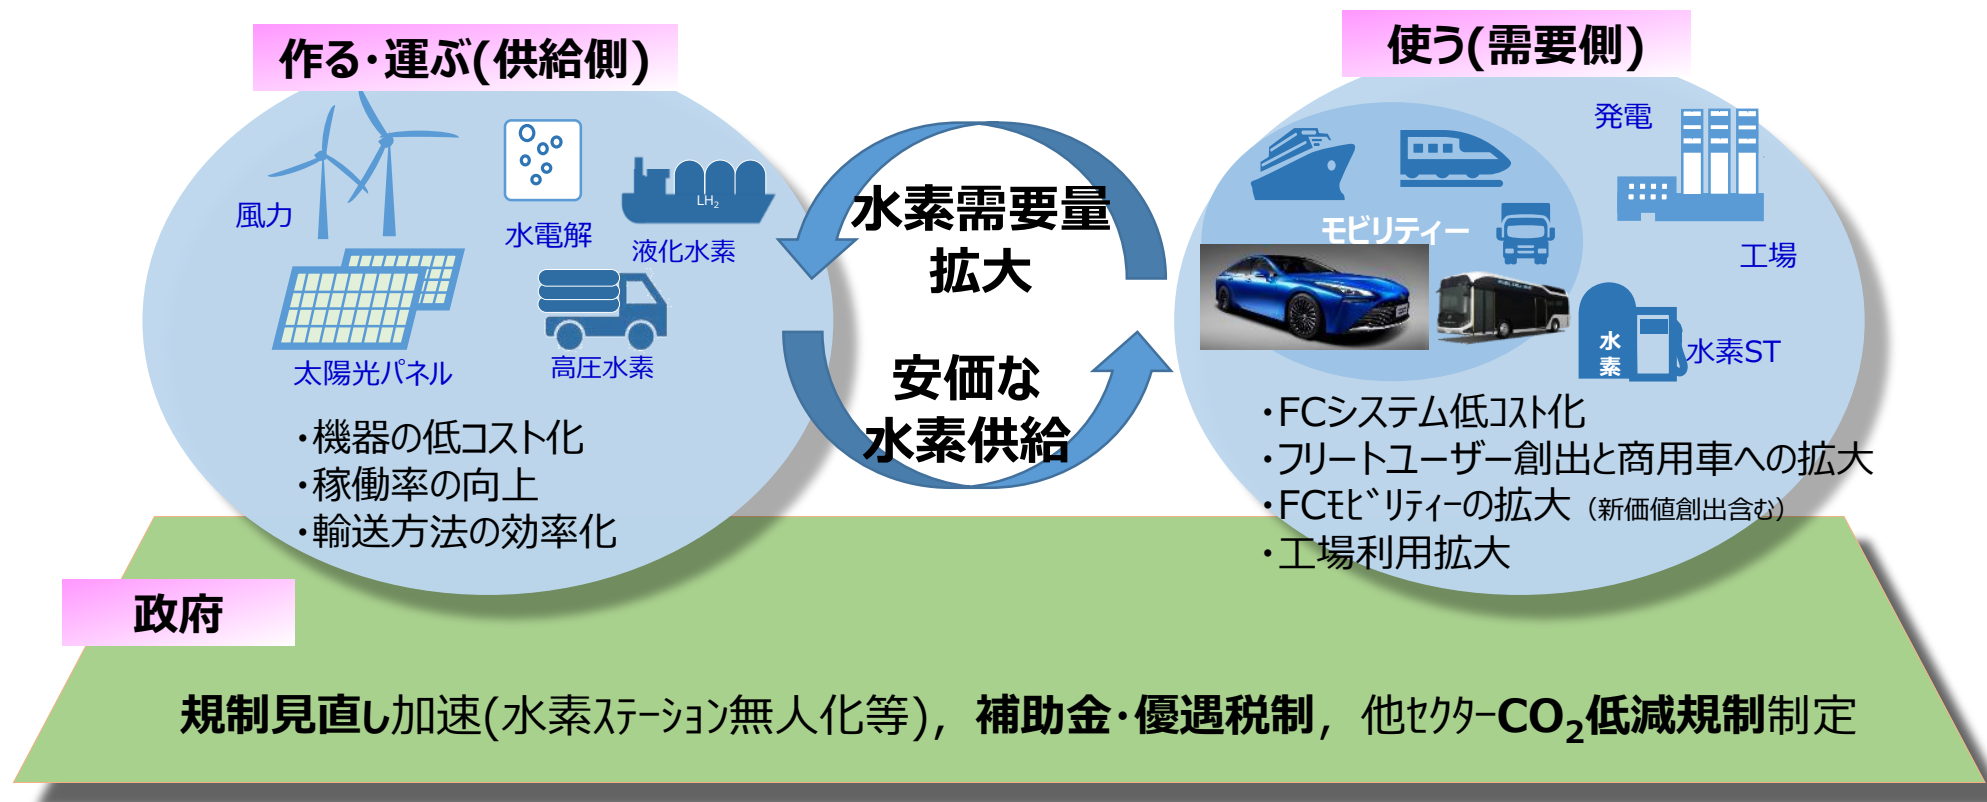 作る・運ぶ(供給側)
風力
水電解
LH2
液化水素
太陽光パネル
高圧水素
・機器の低コスト化
・稼働率の向上
・輸送方法の効率化
水素需要量
拡大
安価な
水素供給
使う(需要側)
発電
モビリティー
工場
水素
水素ST
・FCシステム低コスト化
・フリートユーザー創出と商用車への拡大
・FCモビリティーの拡大（新価値創出含む）
・工場利用拡大
政府
規制見直し加速(水素ステーション無人化等)，補助金・優遇税制，他セクターCO2低減規制制定